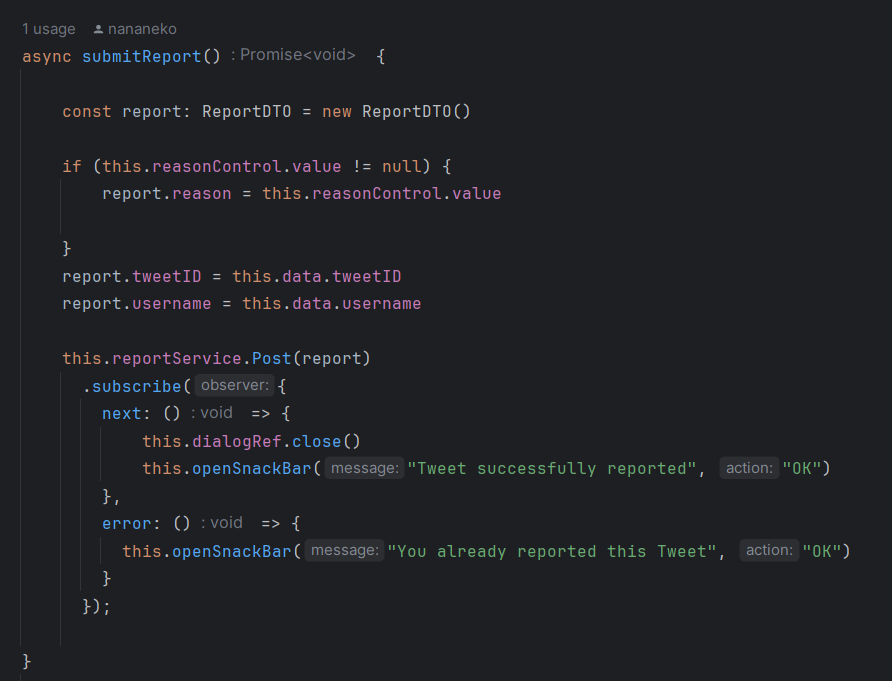 1 usage nananeko
async submitReport() : Promise<void> {
const report: ReportDTO = new ReportDTO()
if (this.reasonControl.value != null) {
report.reason = this.reasonControl.value
}
report.tweetID = this.data.tweetID
report.username = this.data.username
this.reportService.Post(report)
.subscribe( observer: {
next: () : void => {
this.dialogRef.close()
this.openSnackBar( message: "Tweet successfully reported", action: "OK")
},
error: () : void => {
this.openSnackBar( message: "You already reported this Tweet", action: "OK")
}
});
}